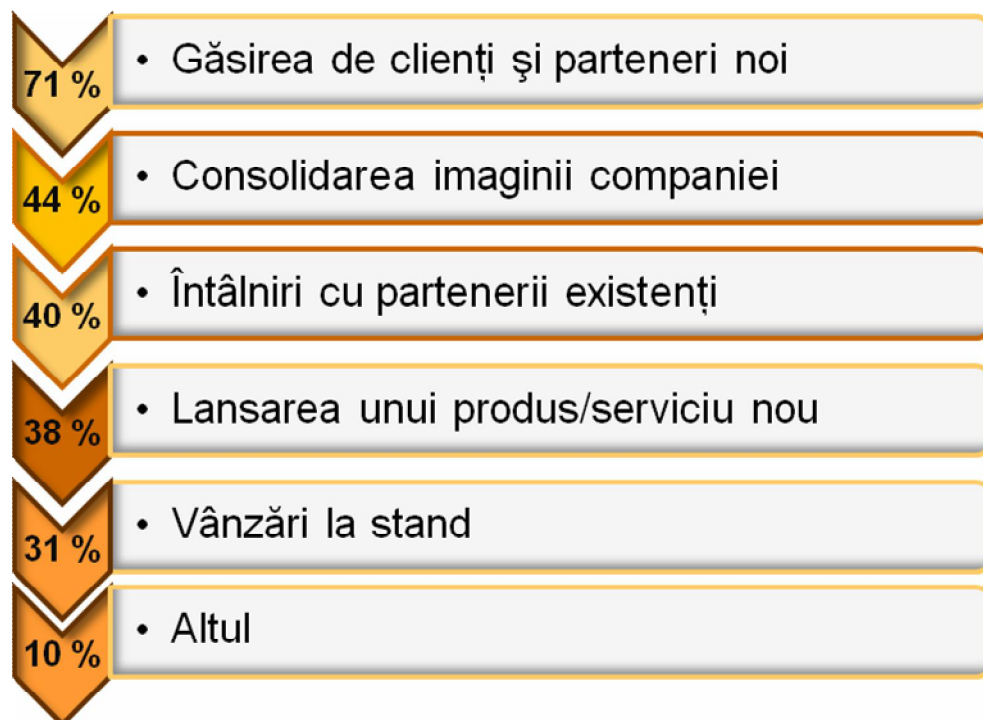 71 %
• Găsirea de clienți şi parteneri noi
44 %
• Consolidarea imaginii companiei
40 %
• Întâlniri cu partenerii existenți
38 %
• Lansarea unui produs/serviciu nou
31 %
• Vânzări la stand
10 %
• Altul